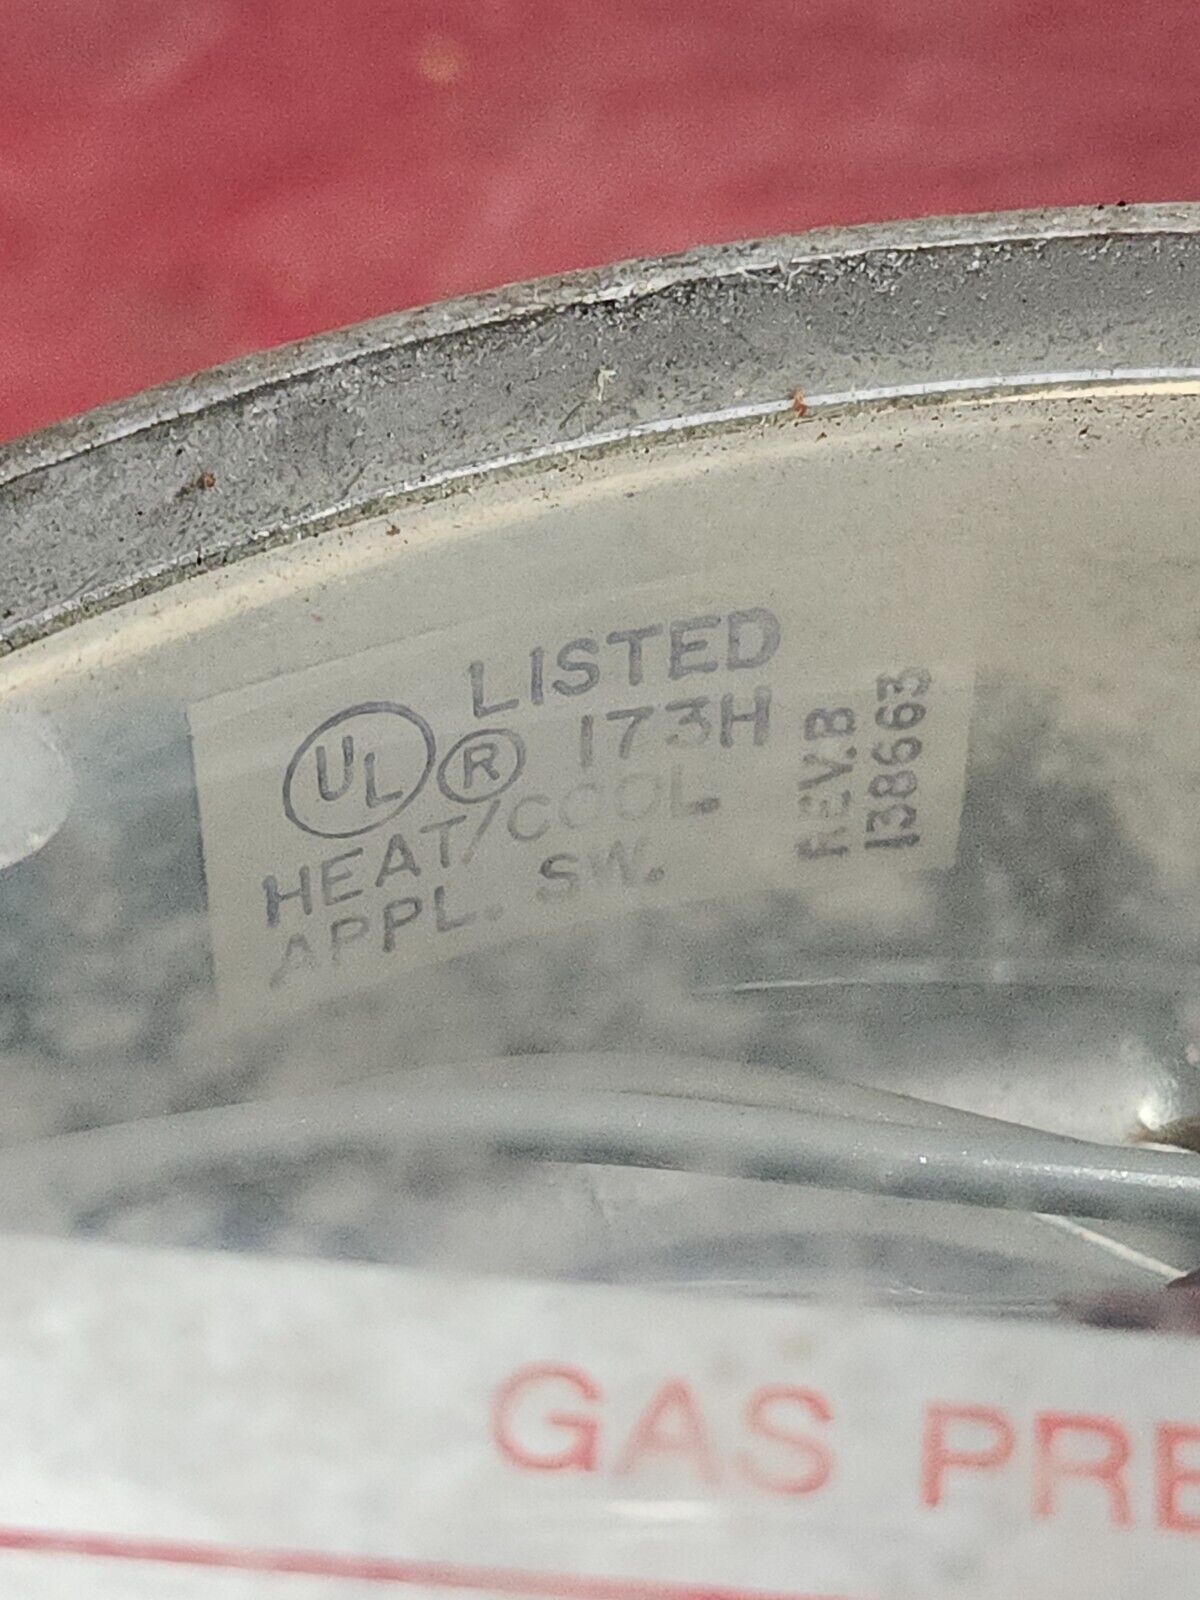 LISTED
UL ® 173H
HEAT/COOL
APPL. SW.
REV.B
138663
GAS PRE